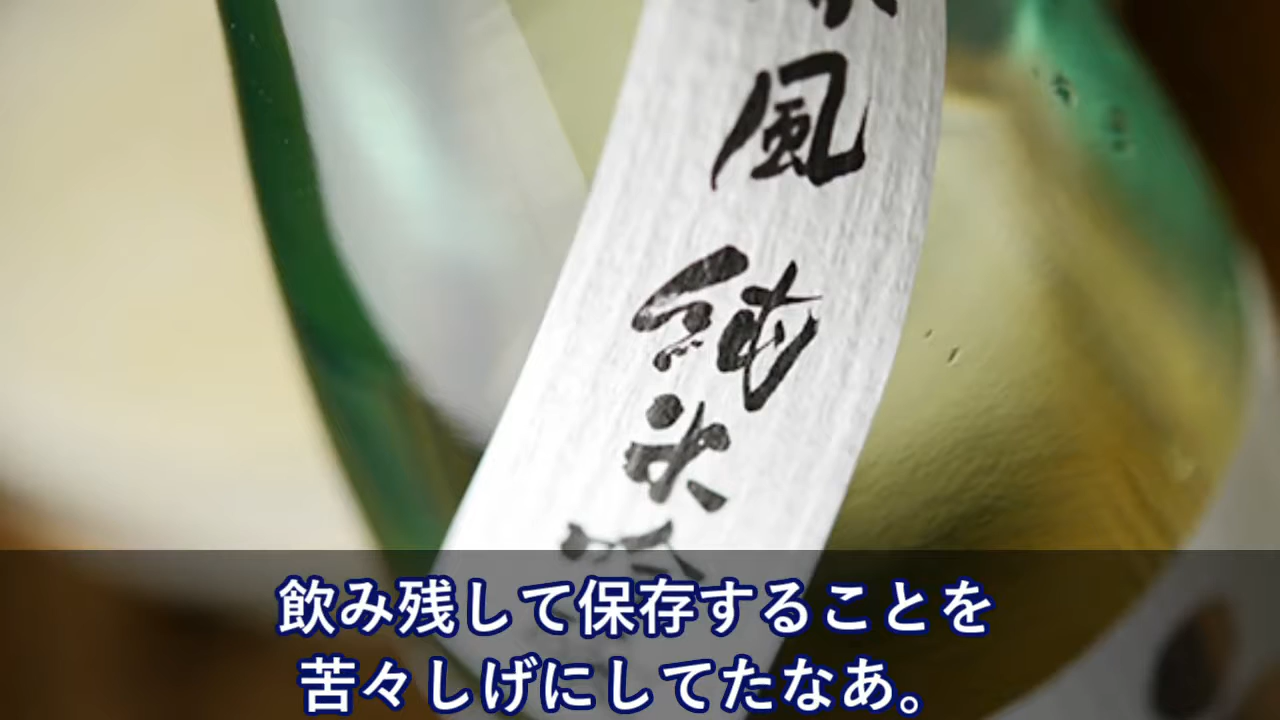 風
純米吟
飲み残して保存することを
苦々しげにしてたなあ。